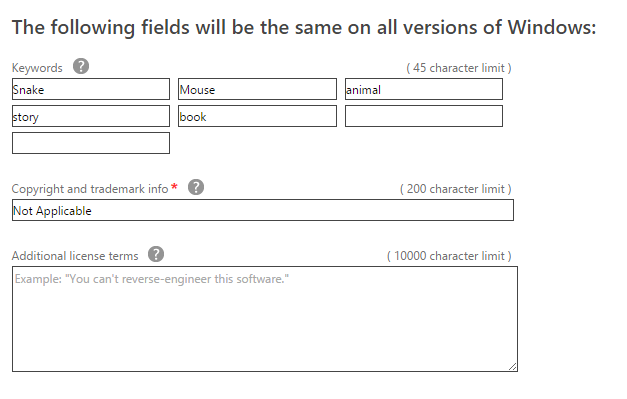 The following fields will be the same on all versions of Windows:
Keywords ? ( 45 character limit )
Snake Mouse animal
story book
Copyright and trademark info * ? ( 200 character limit )
Not Applicable
Additional license terms ? ( 10000 character limit )
Example: "You can't reverse-engineer this software."